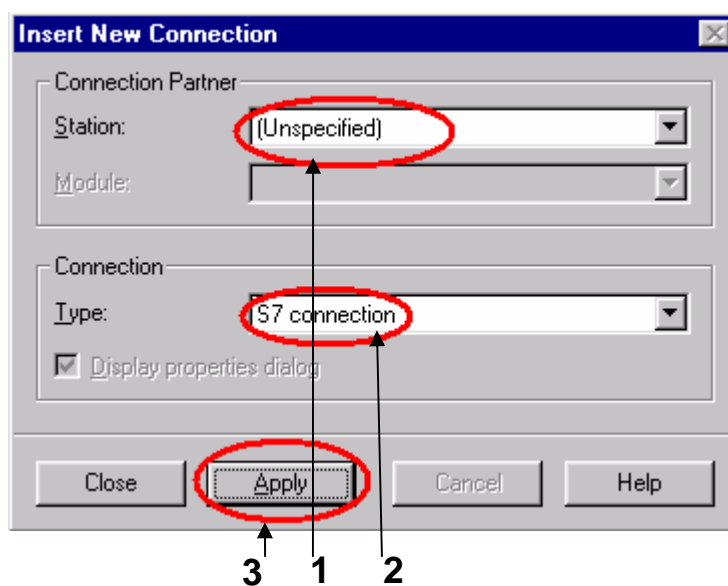 Insert New Connection
Connection Partner
Station: (Unspecified)
Module:
Connection
Type: S7 connection
Display properties dialog
Close Apply Cancel Help
3 1 2